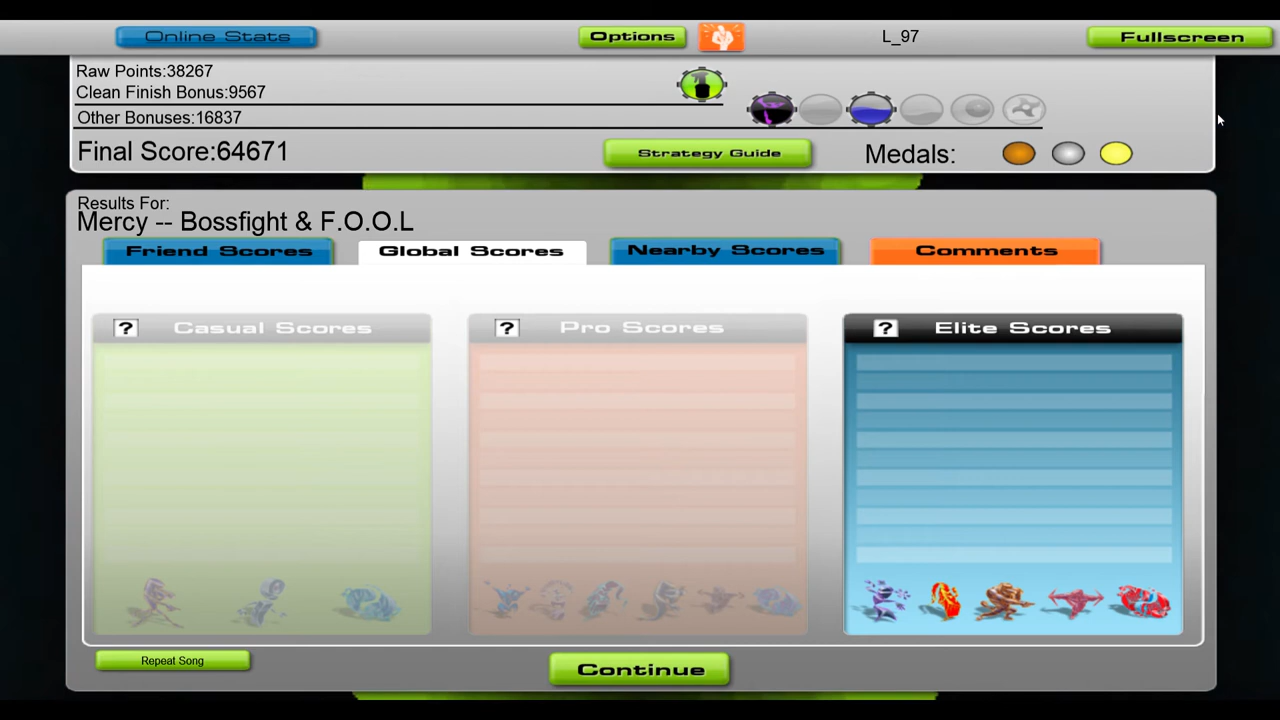 Online Stats
Options
L_97
Fullscreen
Raw Points:38267
Clean Finish Bonus:9567
Other Bonuses:16837
Final Score:64671
Strategy Guide
Medals:
Results For:
Mercy -- Bossfight & F.O.O.L
Friend Scores
Global Scores
Nearby Scores
Comments
? Casual Scores
? Pro Scores
? Elite Scores
Repeat Song
Continue